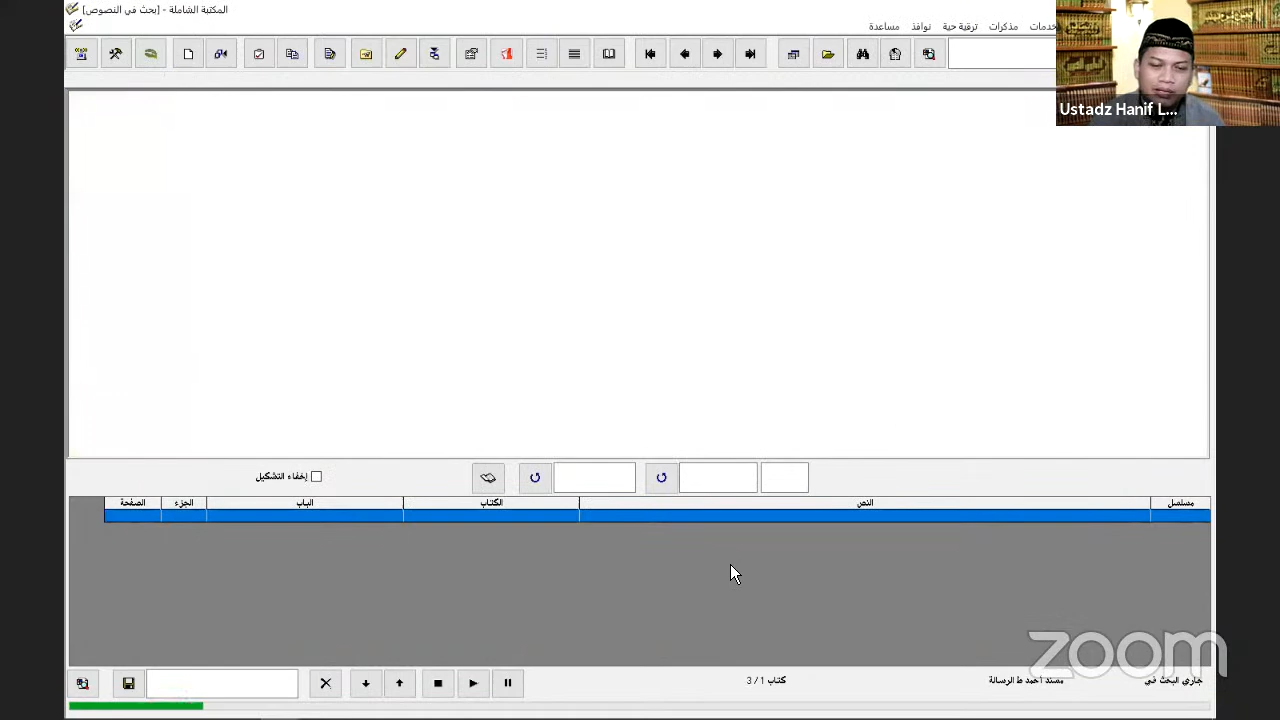 المكتبة الشاملة - [بحث في النصوص]
خدمات مذكرات ترقية حية نوافذ مساعدة
Ustadz Hanif L...
إخفاء التشكيل
مسلسل النص الكتاب الباب الجزء الصفحة
zoom
جاري البحث في مسند أحمد ط الرسالة كتاب 1 / 3